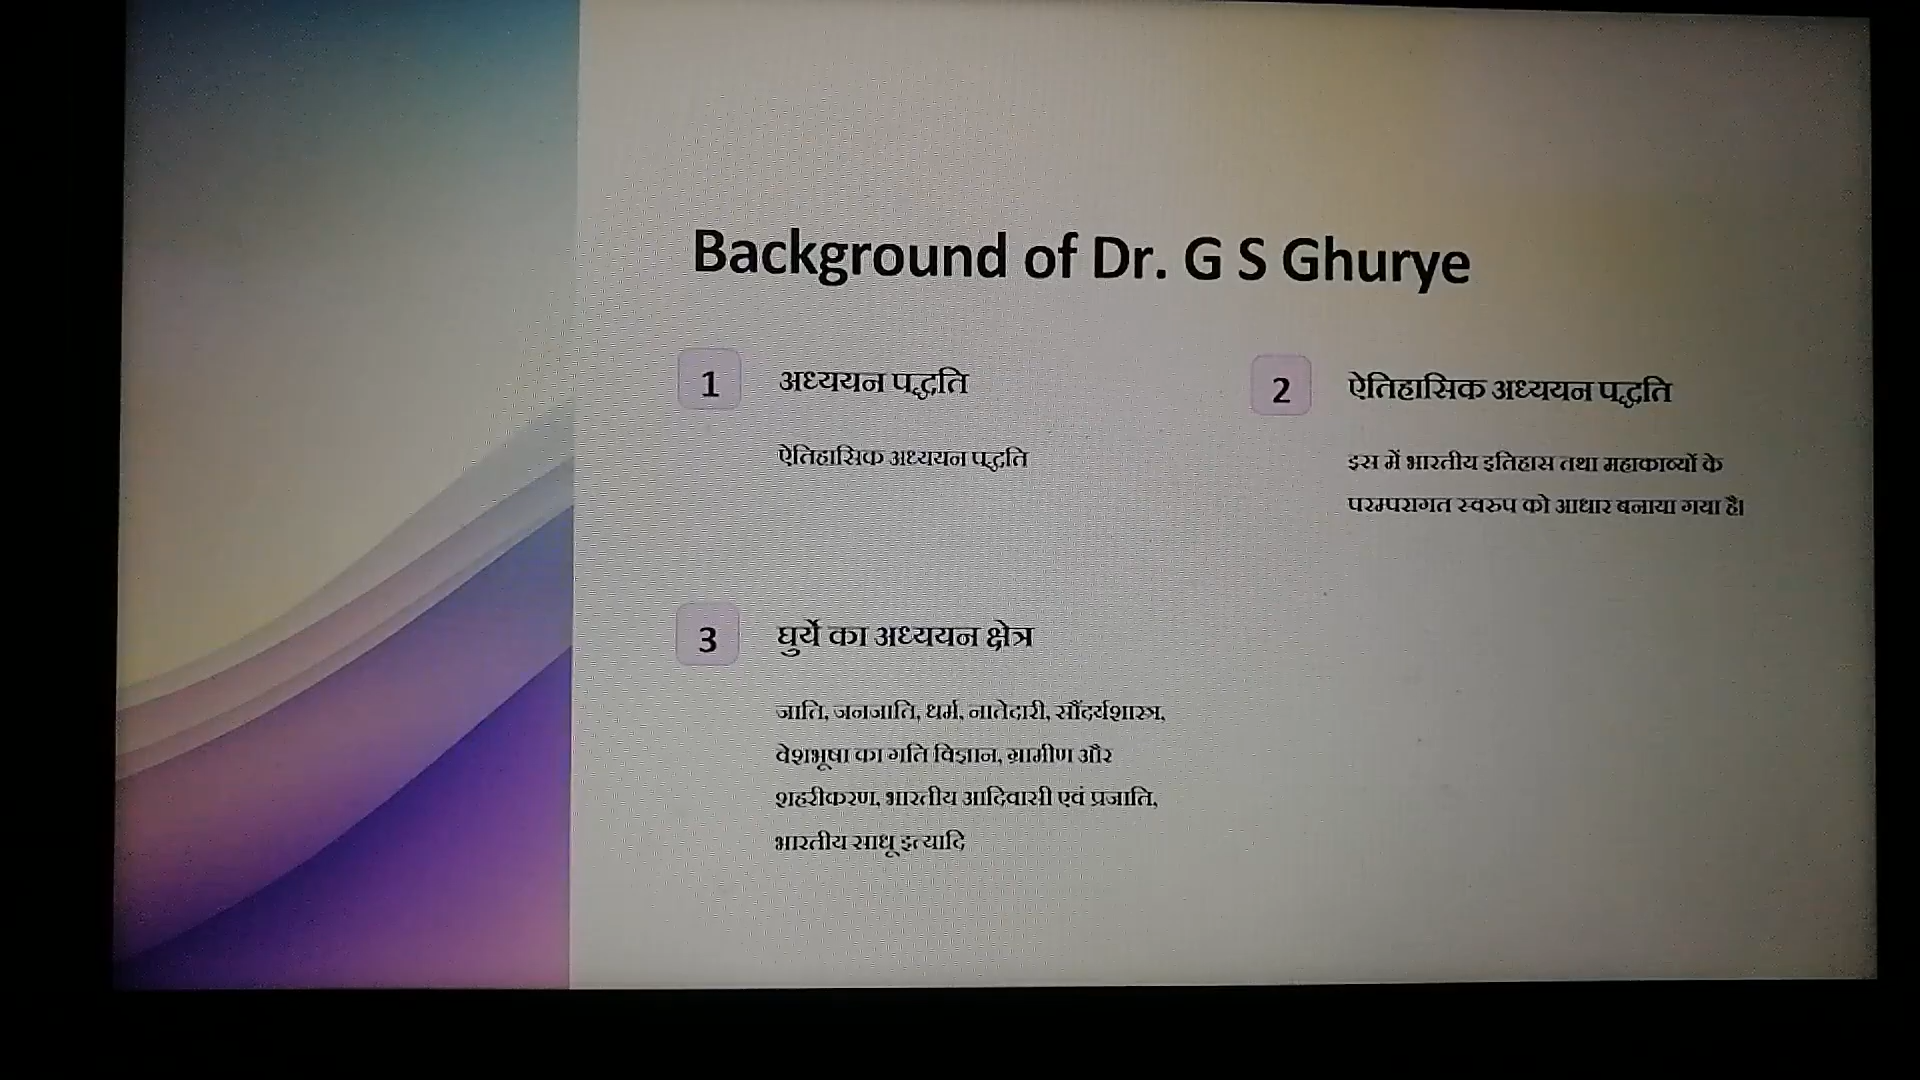 Background of Dr. G S Ghurye
1 अध्ययन पद्धति
ऐतिहासिक अध्ययन पद्धति
2 ऐतिहासिक अध्ययन पद्धति
इस में भारतीय इतिहास तथा महाकाव्यों के
परम्परागत स्वरुप को आधार बनाया गया है।
3 घुर्ये का अध्ययन क्षेत्र
जाति, जनजाति, धर्म, नातेदारी, सौंदर्यशास्त्र,
वेशभूषा का गति विज्ञान, ग्रामीण और
शहरीकरण, भारतीय आदिवासी एवं प्रजाति,
भारतीय साधू इत्यादि